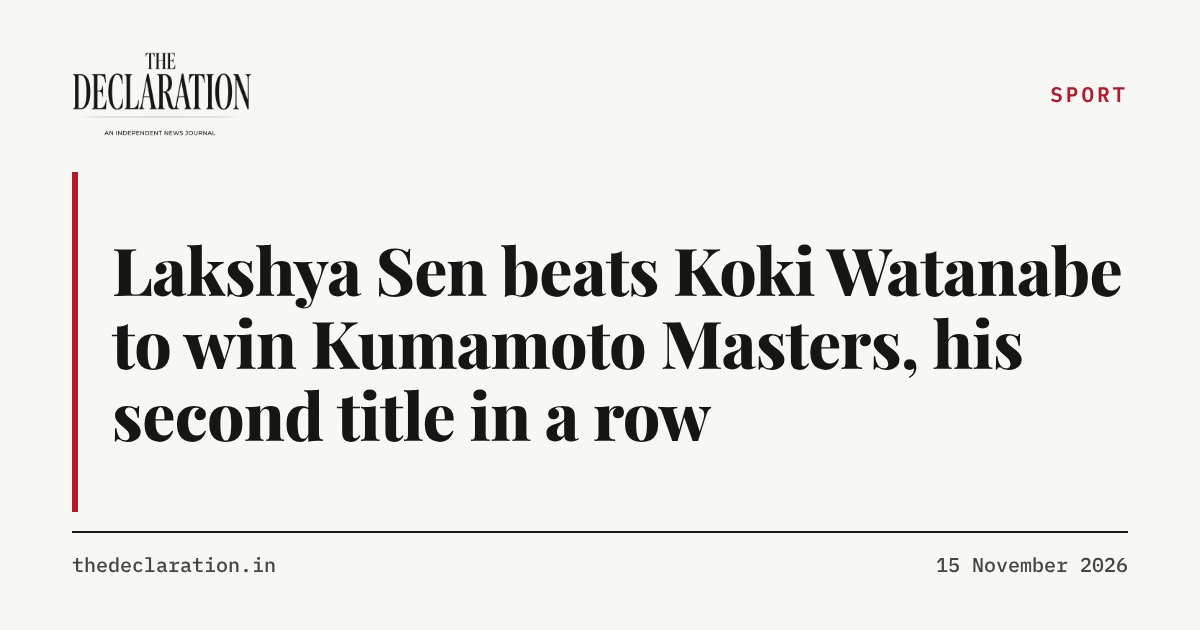 THE
DECLARATION
AN INDEPENDENT NEWS JOURNAL
SPORT
Lakshya Sen beats Koki Watanabe
to win Kumamoto Masters, his
second title in a row
thedeclaration.in
15 November 2026